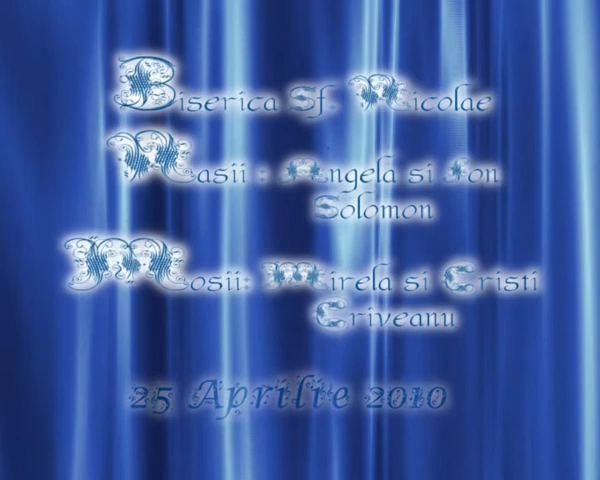 Biserica Sf. Nicolae
Nasii : Angela si Ion
Solomon
Mosii: Mirela si Cristi
Criveanu
25 Aprilie 2010